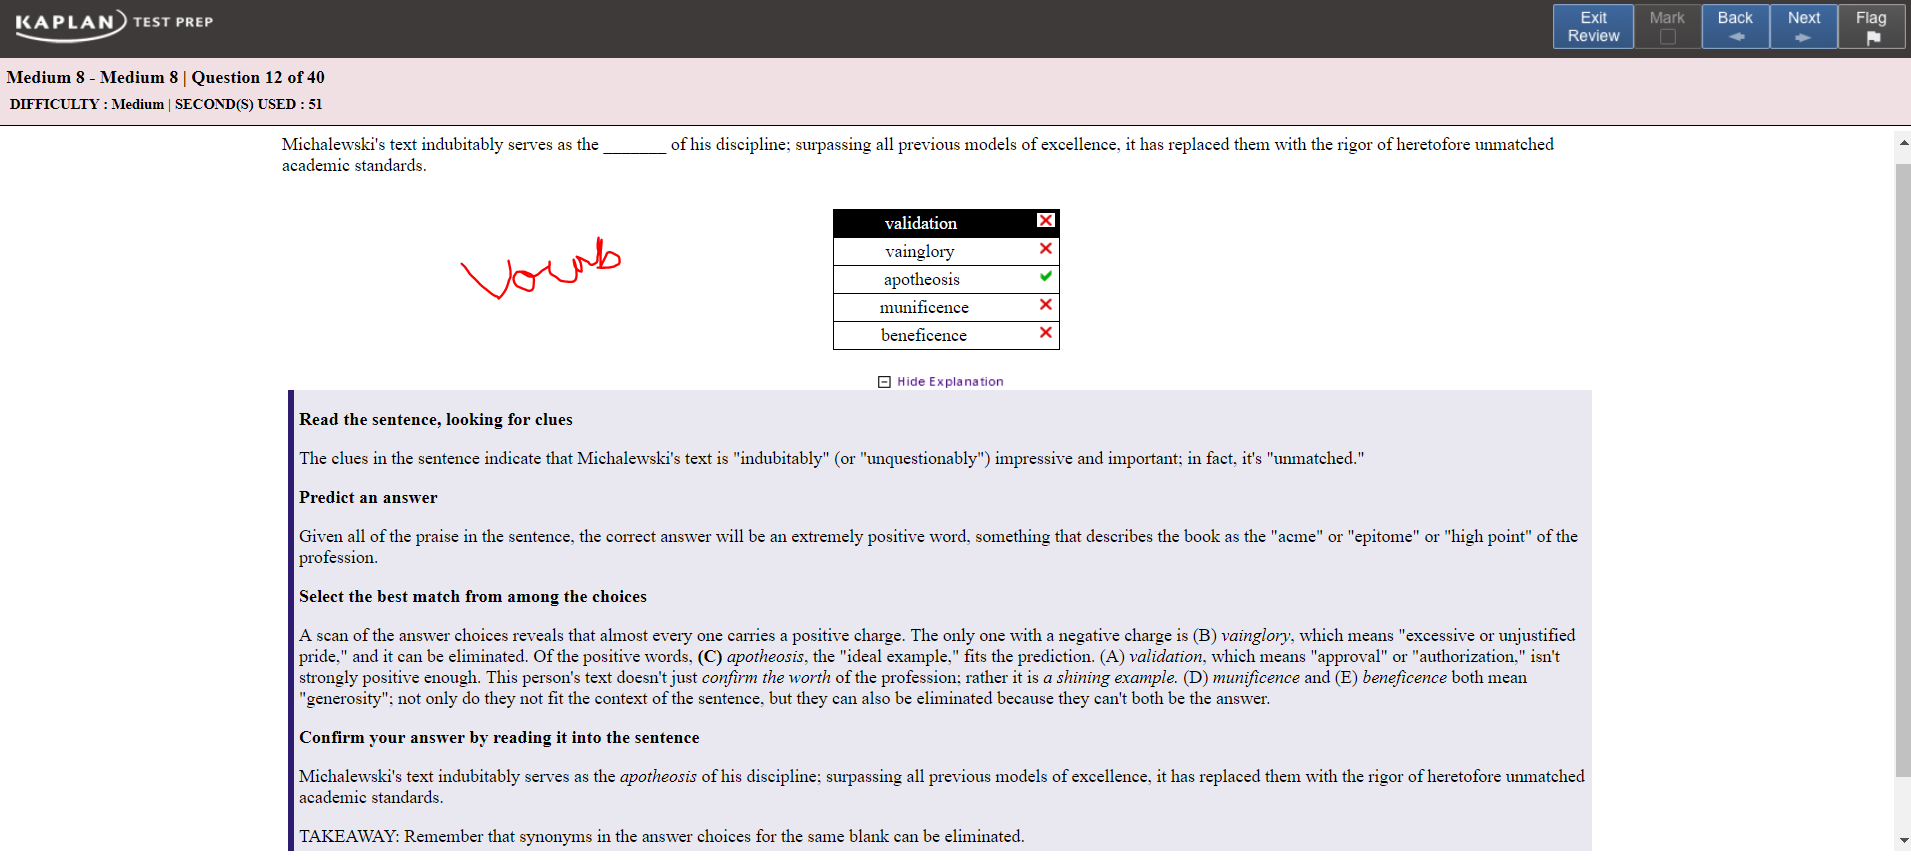 KAPLAN TEST PREP
Exit Review
Mark
Back
Next
Flag
Medium 8 - Medium 8 | Question 12 of 40
DIFFICULTY : Medium | SECOND(S) USED : 51
Michalewski's text indubitably serves as the _______ of his discipline; surpassing all previous models of excellence, it has replaced them with the rigor of heretofore unmatched
academic standards.
validation
vainglory
apotheosis
munificence
beneficence
Vocab
Hide Explanation
Read the sentence, looking for clues
The clues in the sentence indicate that Michalewski's text is "indubitably" (or "unquestionably") impressive and important; in fact, it's "unmatched."
Predict an answer
Given all of the praise in the sentence, the correct answer will be an extremely positive word, something that describes the book as the "acme" or "epitome" or "high point" of the
profession.
Select the best match from among the choices
A scan of the answer choices reveals that almost every one carries a positive charge. The only one with a negative charge is (B) vainglory, which means "excessive or unjustified
pride," and it can be eliminated. Of the positive words, (C) apotheosis, the "ideal example," fits the prediction. (A) validation, which means "approval" or "authorization," isn't
strongly positive enough. This person's text doesn't just confirm the worth of the profession; rather it is a shining example. (D) munificence and (E) beneficence both mean
"generosity"; not only do they not fit the context of the sentence, but they can also be eliminated because they can't both be the answer.
Confirm your answer by reading it into the sentence
Michalewski's text indubitably serves as the apotheosis of his discipline; surpassing all previous models of excellence, it has replaced them with the rigor of heretofore unmatched
academic standards.
TAKEAWAY: Remember that synonyms in the answer choices for the same blank can be eliminated.